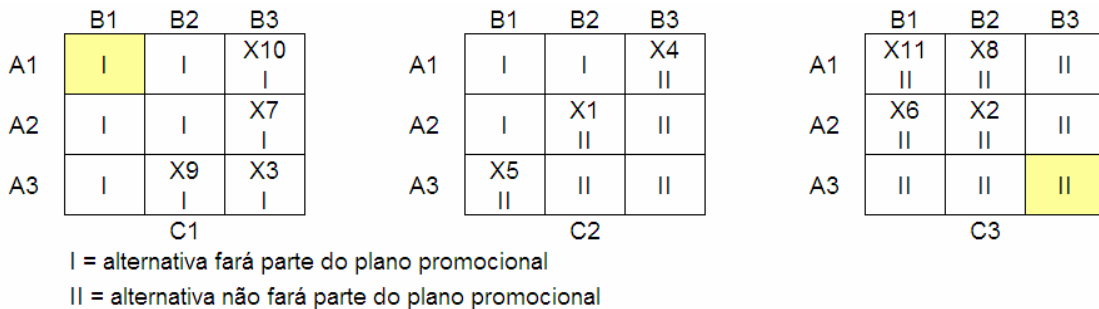 B1 B2 B3 B1 B2 B3 B1 B2 B3
A1 I I X10 I A1 I I X4 II A1 X11 II X8 II II
A2 I I X7 I A2 I X1 II II A2 X6 II X2 II II
A3 I X9 I X3 I A3 X5 II II II A3 II II II
C1 C2 C3
I = alternativa fará parte do plano promocional
II = alternativa não fará parte do plano promocional